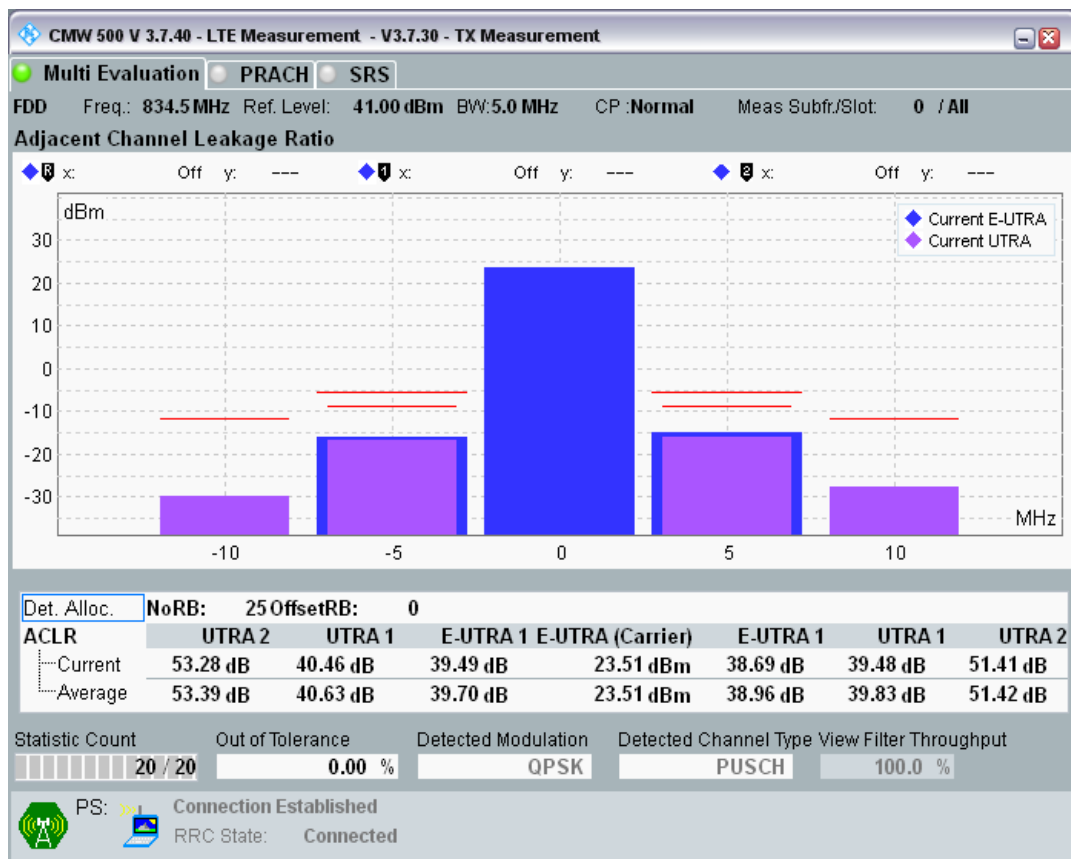 CMW 500 V 3.7.40 - LTE Measurement - V3.7.30 - TX Measurement
Multi Evaluation PRACH SRS
FDD Freq.: 834.5 MHz Ref. Level: 41.00 dBm BW:5.0 MHz CP :Normal Meas Subfr./Slot: 0 / All
Adjacent Channel Leakage Ratio
R x: Off y: --- 1 x: Off y: --- 2 x: Off y: ---
dBm
Current E-UTRA
Current UTRA
30
20
10
0
-10
-20
-30
MHz
-10 -5 0 5 10
Det. Alloc. NoRB: 25 OffsetRB: 0
ACLR UTRA 2 UTRA 1 E-UTRA 1 E-UTRA (Carrier) E-UTRA 1 UTRA 1 UTRA 2
Current 53.28 dB 40.46 dB 39.49 dB 23.51 dBm 38.69 dB 39.48 dB 51.41 dB
Average 53.39 dB 40.63 dB 39.70 dB 23.51 dBm 38.96 dB 39.83 dB 51.42 dB
Statistic Count Out of Tolerance Detected Modulation Detected Channel Type View Filter Throughput
20 / 20 0.00 % QPSK PUSCH 100.0 %
PS: Connection Established
RRC State: Connected